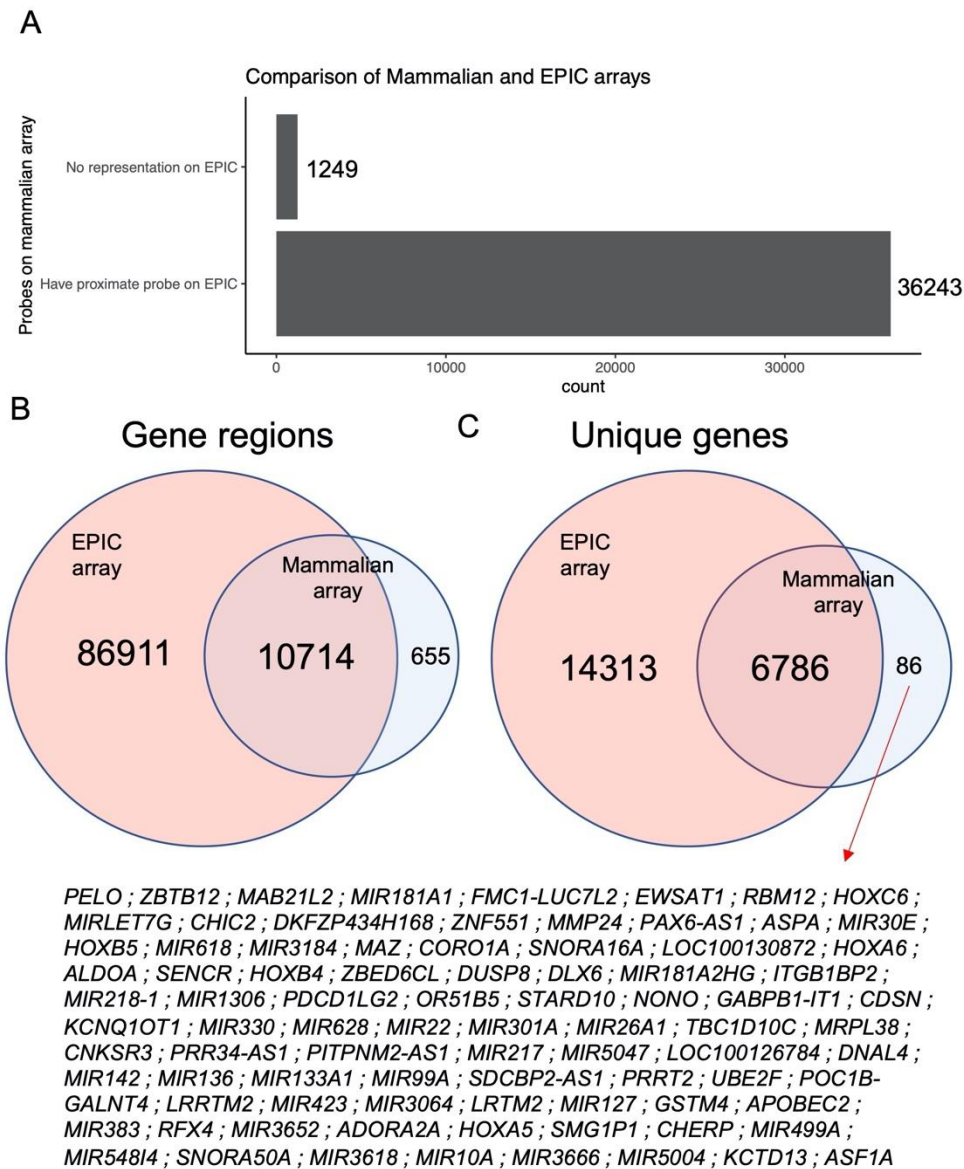 A
Comparison of Mammalian and EPIC arrays
Probes on mammalian array
No representation on EPIC
1249
Have proximate probe on EPIC
36243
0
10000
20000
30000
count
B
Gene regions
EPIC
array
Mammalian
array
86911
10714
655
C
Unique genes
EPIC
array
Mammalian
array
14313
6786
86
PELO ; ZBTB12 ; MAB21L2 ; MIR181A1 ; FMC1-LUC7L2 ; EWSAT1 ; RBM12 ; HOXC6 ;
MIRLET7G ; CHIC2 ; DKFZP434H168 ; ZNF551 ; MMP24 ; PAX6-AS1 ; ASPA ; MIR30E ;
HOXB5 ; MIR618 ; MIR3184 ; MAZ ; CORO1A ; SNORA16A ; LOC100130872 ; HOXA6 ;
ALDOA ; SENCR ; HOXB4 ; ZBED6CL ; DUSP8 ; DLX6 ; MIR181A2HG ; ITGB1BP2 ;
MIR218-1 ; MIR1306 ; PDCD1LG2 ; OR51B5 ; STARD10 ; NONO ; GABPB1-IT1 ; CDSN ;
KCNQ1OT1 ; MIR330 ; MIR628 ; MIR22 ; MIR301A ; MIR26A1 ; TBC1D10C ; MRPL38 ;
CNKSR3 ; PRR34-AS1 ; PITPNM2-AS1 ; MIR217 ; MIR5047 ; LOC100126784 ; DNAL4 ;
MIR142 ; MIR136 ; MIR133A1 ; MIR99A ; SDCBP2-AS1 ; PRRT2 ; UBE2F ; POC1B-
GALNT4 ; LRRTM2 ; MIR423 ; MIR3064 ; LRTM2 ; MIR127 ; GSTM4 ; APOBEC2 ;
MIR383 ; RFX4 ; MIR3652 ; ADORA2A ; HOXA5 ; SMG1P1 ; CHERP ; MIR499A ;
MIR548I4 ; SNORA50A ; MIR3618 ; MIR10A ; MIR3666 ; MIR5004 ; KCTD13 ; ASF1A